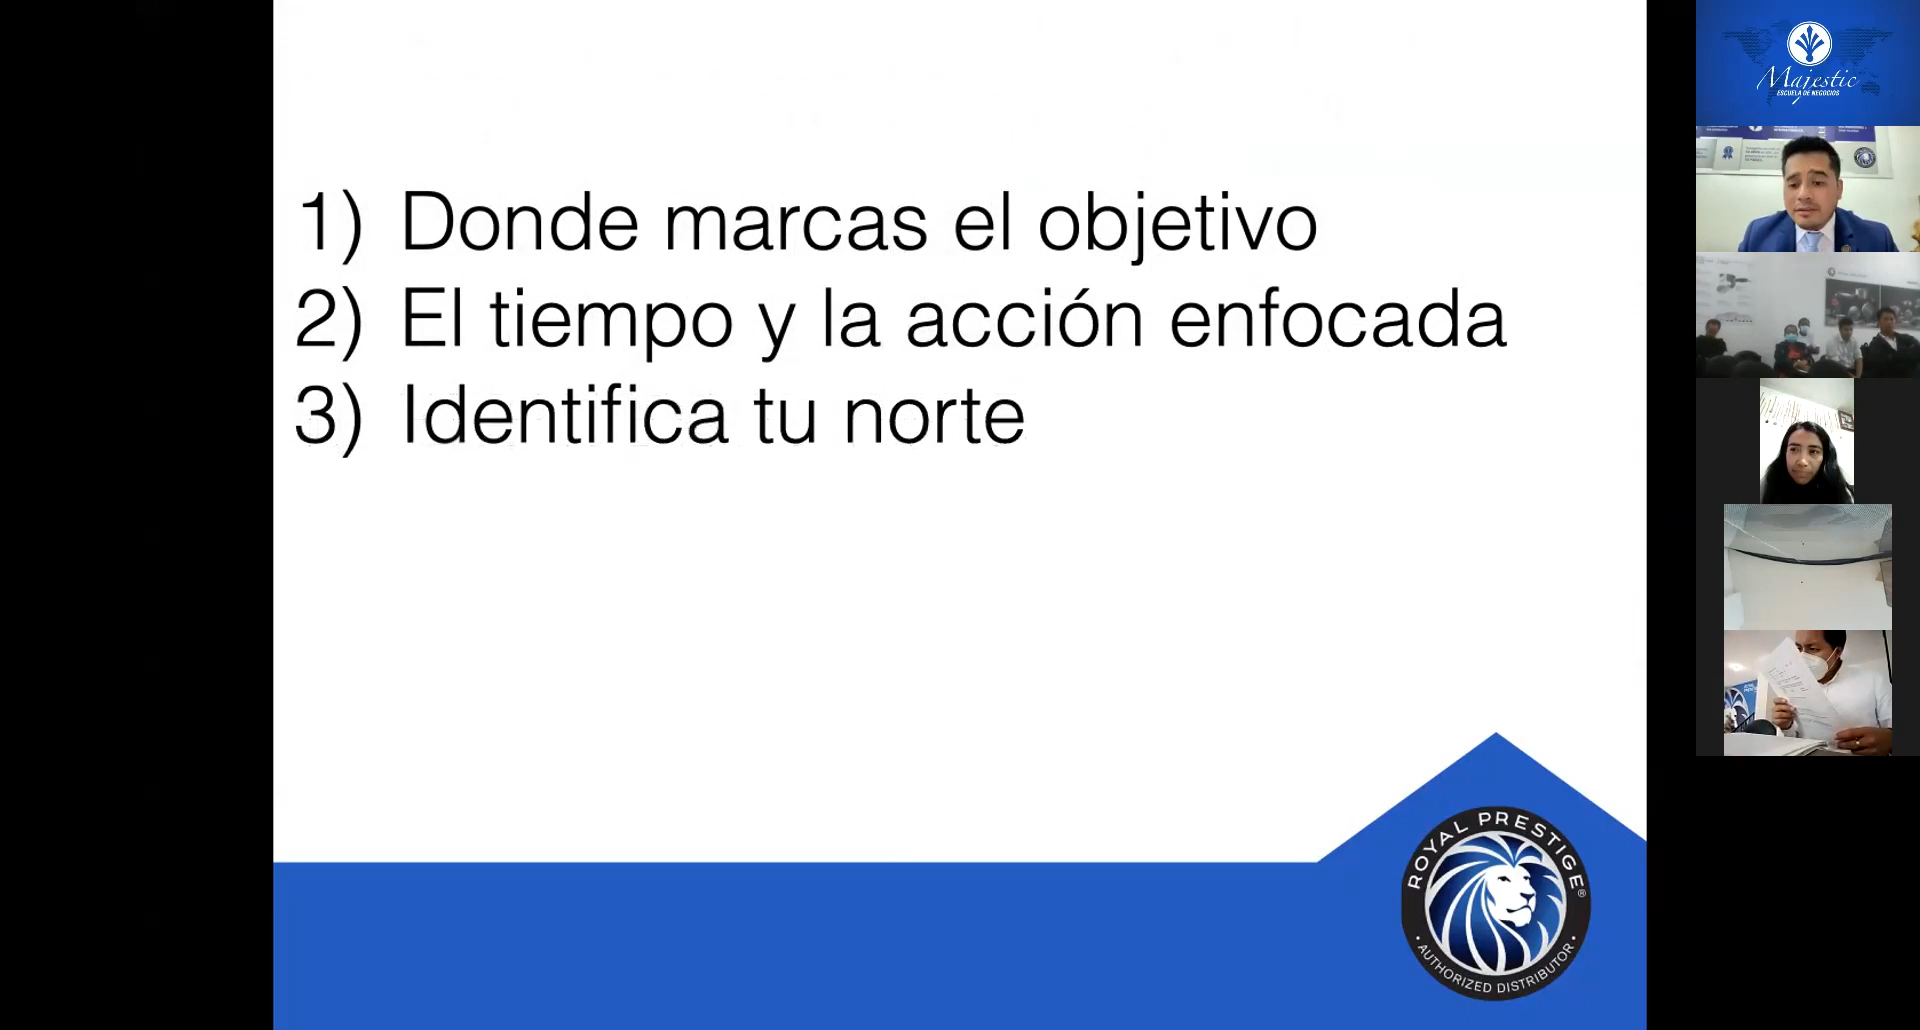 1) Donde marcas el objetivo
2) El tiempo y la acción enfocada
3) Identifica tu norte
ROYAL PRESTIGE®
• AUTHORIZED DISTRIBUTOR •
Majestic
ESCUELA DE NEGOCIOS